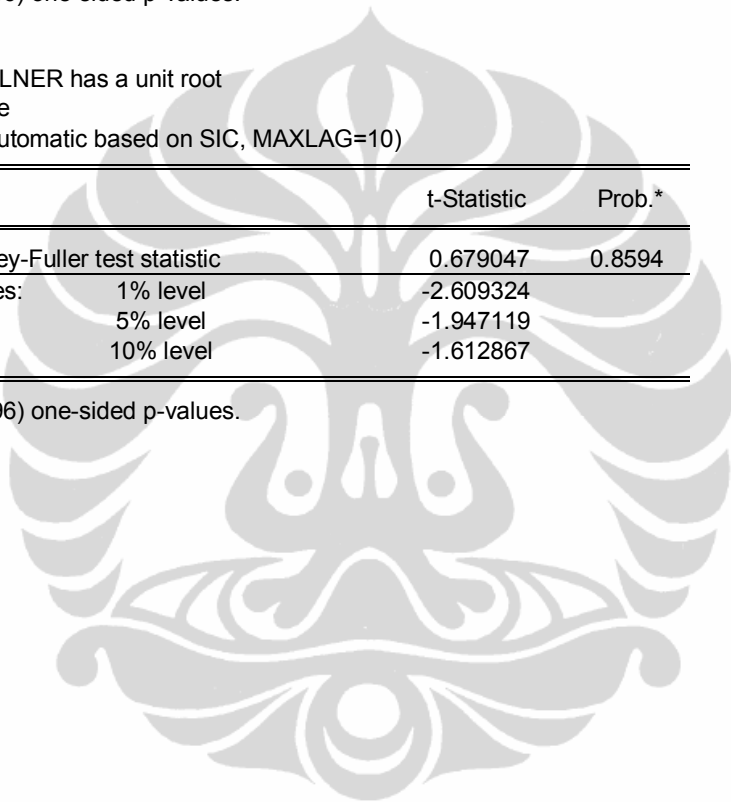 one-sided p-values.
LNER has a unit root
utomatic based on SIC, MAXLAG=10)
t-Statistic Prob.*
ey-Fuller test statistic 0.679047 0.8594
es: 1% level -2.609324
5% level -1.947119
10% level -1.612867
96) one-sided p-values.